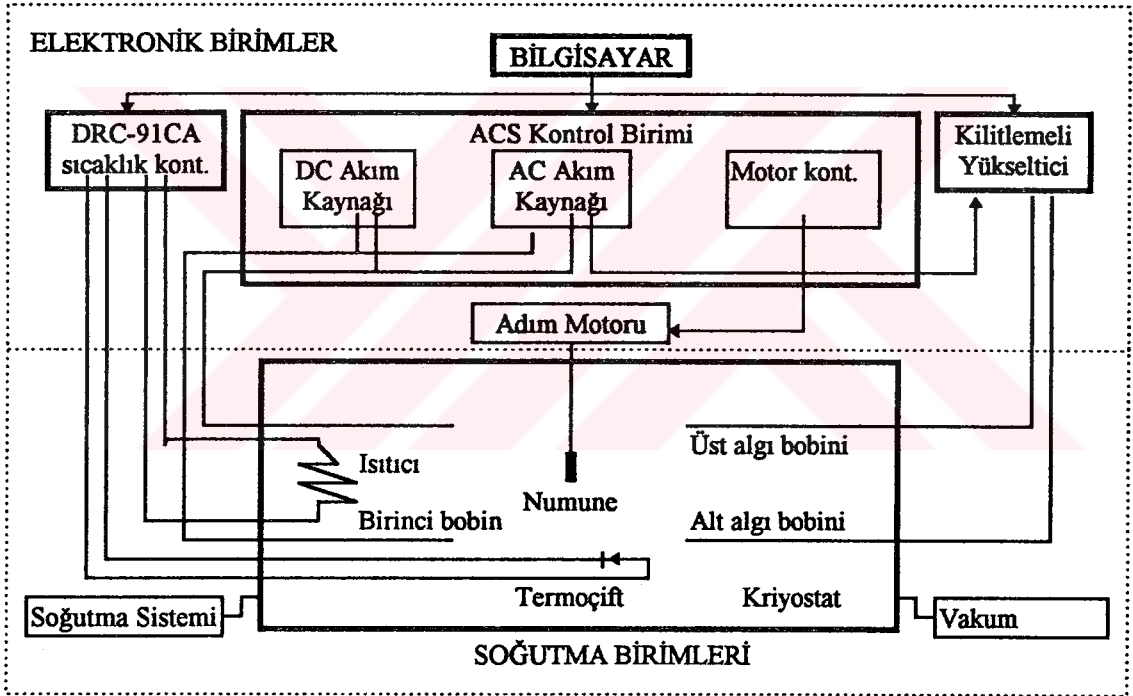 ELEKTRONİK BİRİMLER
BİLGİSAYAR
DRC-91CA
sıcaklık kont.
ACS Kontrol Birimi
DC Akım
Kaynağı
AC Akım
Kaynağı
Motor kont.
Kilitlemeli
Yükseltici
Adım Motoru
Üst algı bobini
Isıtıcı
Numune
Birinci bobin
Alt algı bobini
Termoçift
Kriyostat
Soğutma Sistemi
Vakum
SOĞUTMA BİRİMLERİ